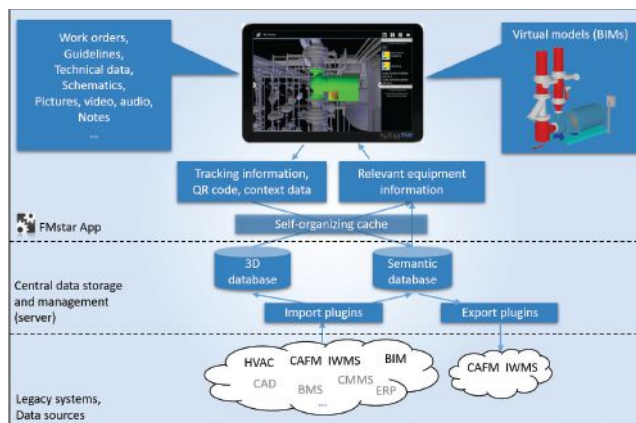 Work orders,
Guidelines,
Technical data,
Schematics,
Pictures, video, audio,
Notes
...
Virtual models (BIMs)
Tracking information,
QR code, context data
Relevant equipment
information
Self-organizing cache
FMstar App
3D
database
Semantic
database
Central data storage
and management
(server)
Import plugins
Export plugins
HVAC CAFM IWMS BIM
CAD BMS CMMS ERP
...
CAFM IWMS
Legacy systems,
Data sources